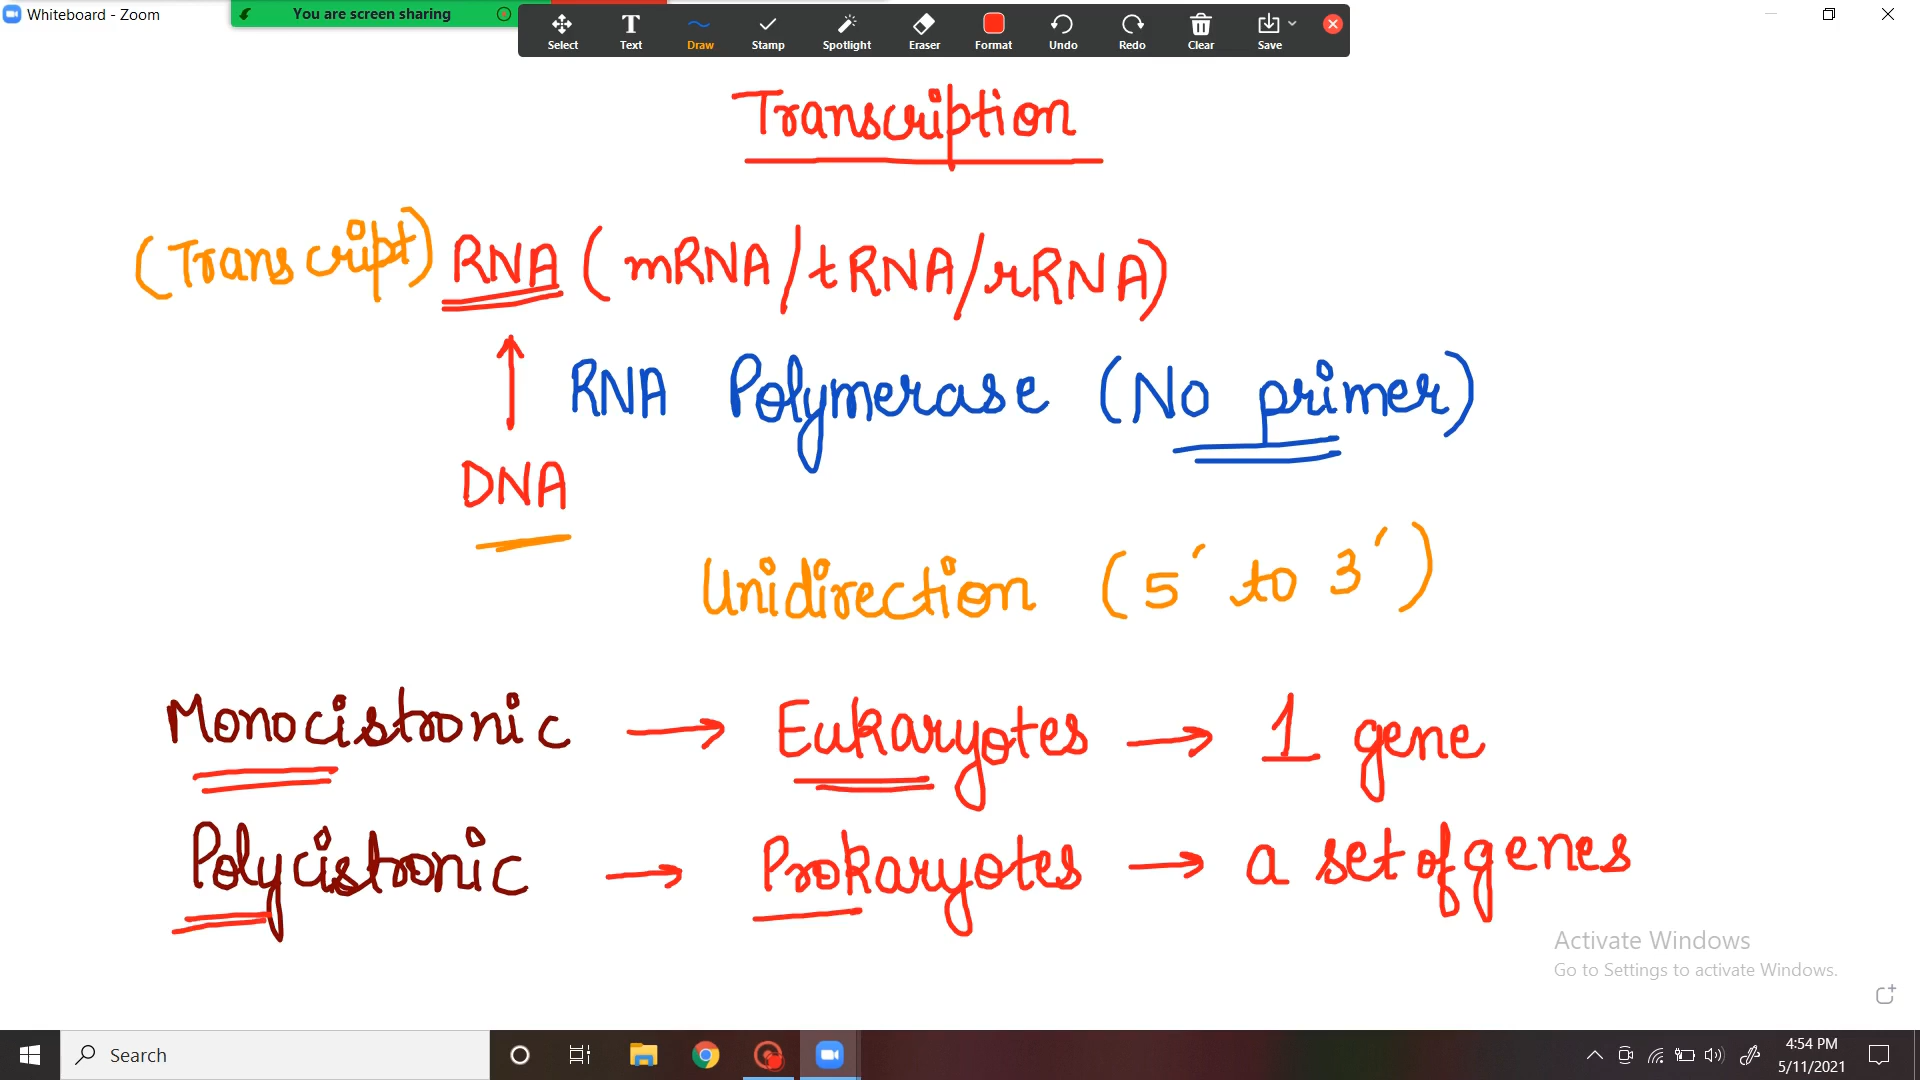 Whiteboard - Zoom
You are screen sharing
Select Text Draw Stamp Spotlight Eraser Format Undo Redo Clear Save
Transcription
(Transcript) RNA (mRNA/tRNA/rRNA)
RNA Polymerase (No primer)
DNA
Unidirection (5' to 3')
Monocistronic → Eukaryotes → 1 gene
Polycistronic → Prokaryotes → a set of genes
Activate Windows
Go to Settings to activate Windows.
Search
4:54 PM
5/11/2021